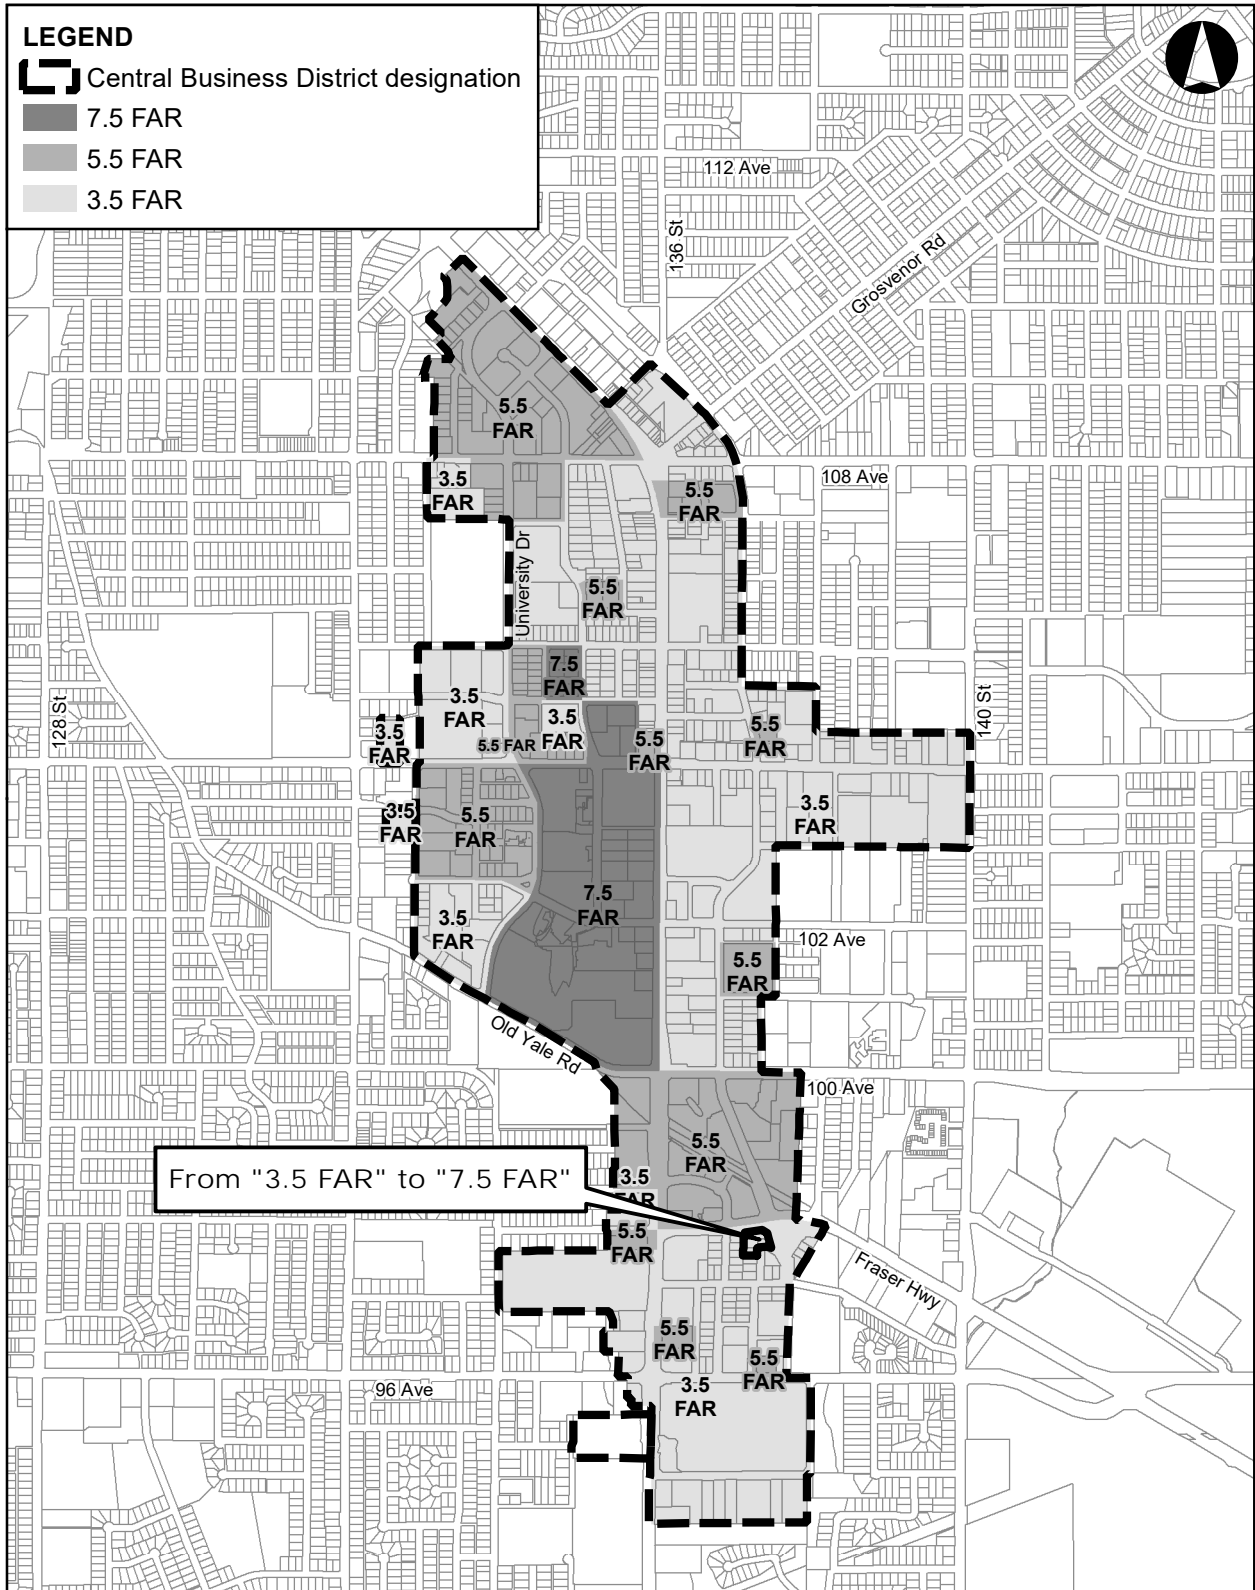 LEGEND
Central Business District designation
7.5 FAR
5.5 FAR
3.5 FAR
112 Ave
136 St
Grosvenor Rd
5.5
FAR
3.5
FAR
108 Ave
5.5
FAR
University Dr
5.5
FAR
7.5
FAR
3.5
FAR
3.5
FAR
5.5 FAR
5.5
FAR
5.5
FAR
128 St
140 St
3.5
FAR
3.5
FAR
5.5
FAR
3.5
FAR
7.5
FAR
3.5
FAR
102 Ave
5.5
FAR
Old Yale Rd
100 Ave
5.5
FAR
From "3.5 FAR" to "7.5 FAR"
3.5
FAR
5.5
FAR
Fraser Hwy
5.5
FAR
5.5
FAR
96 Ave
3.5
FAR